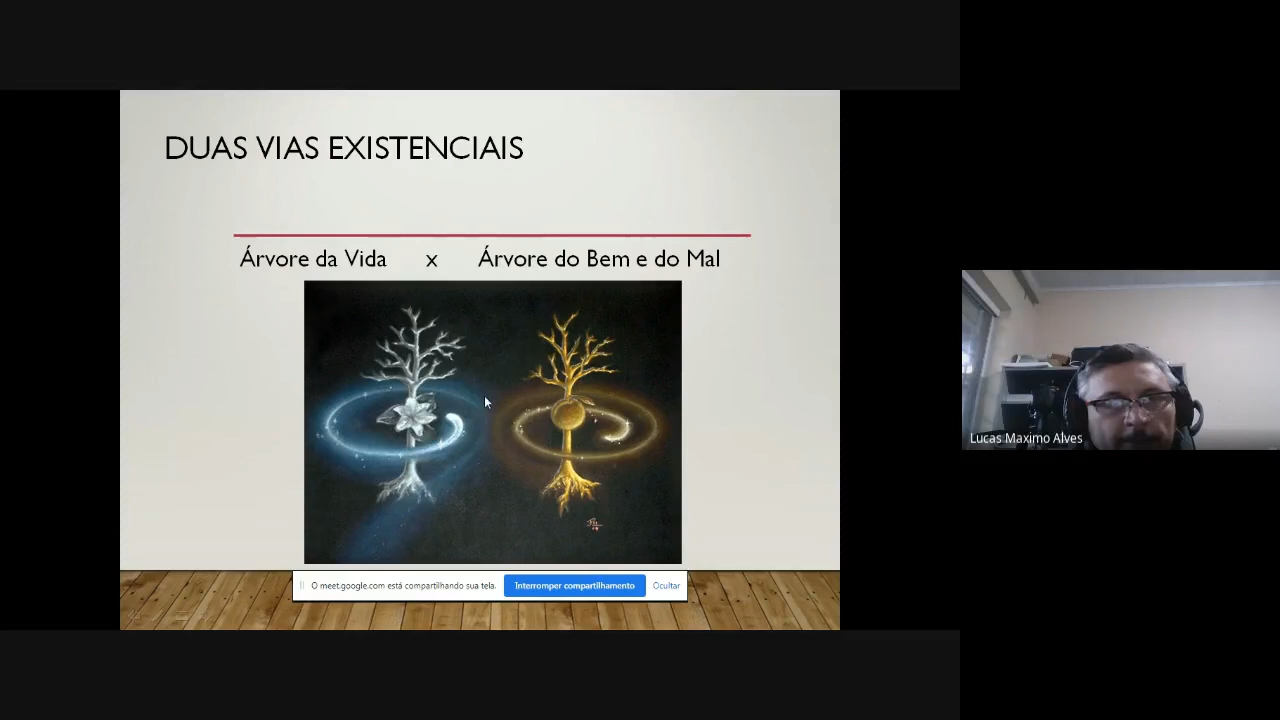 DUAS VIAS EXISTENCIAIS
Árvore da Vida x Árvore do Bem e do Mal
O meet.google.com está compartilhando sua tela. Interromper compartilhamento Ocultar
Lucas Maximo Alves